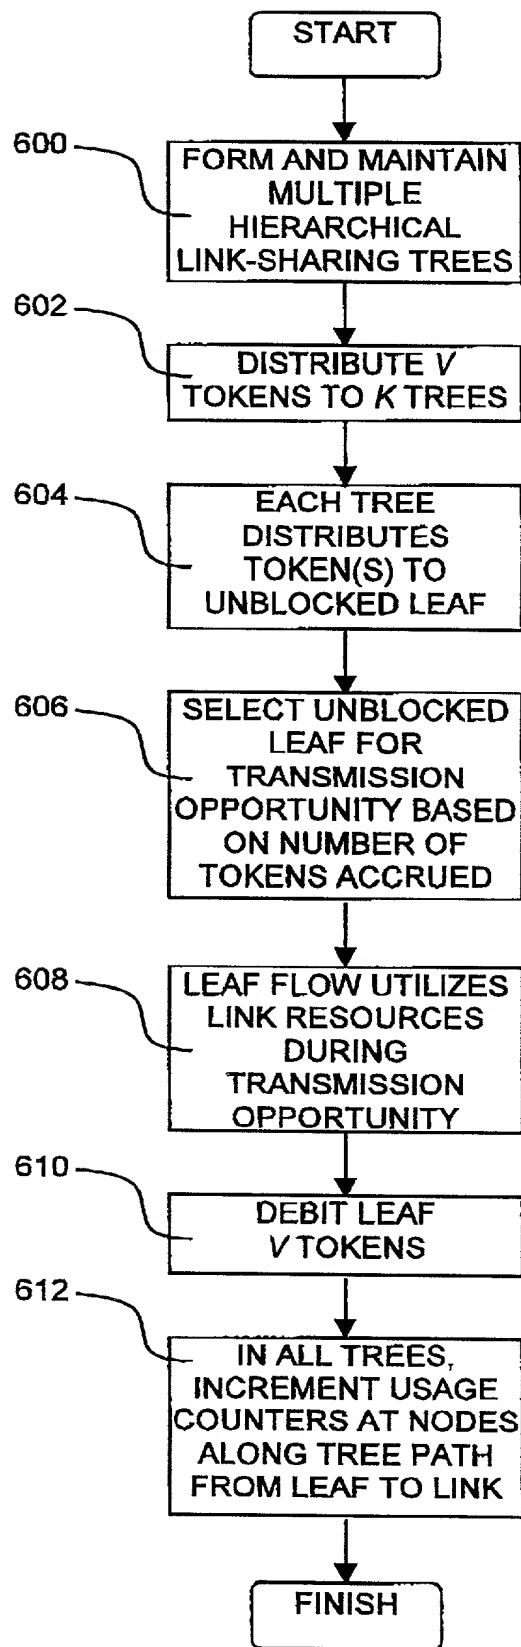 START
600
FORM AND MAINTAIN
MULTIPLE
HIERARCHICAL
LINK-SHARING TREES
602
DISTRIBUTE V
TOKENS TO K TREES
604
EACH TREE
DISTRIBUTES
TOKEN(S) TO
UNBLOCKED LEAF
606
SELECT UNBLOCKED
LEAF FOR
TRANSMISSION
OPPORTUNITY BASED
ON NUMBER OF
TOKENS ACCRUED
608
LEAF FLOW UTILIZES
LINK RESOURCES
DURING
TRANSMISSION
OPPORTUNITY
610
DEBIT LEAF
V TOKENS
612
IN ALL TREES,
INCREMENT USAGE
COUNTERS AT NODES
ALONG TREE PATH
FROM LEAF TO LINK
FINISH